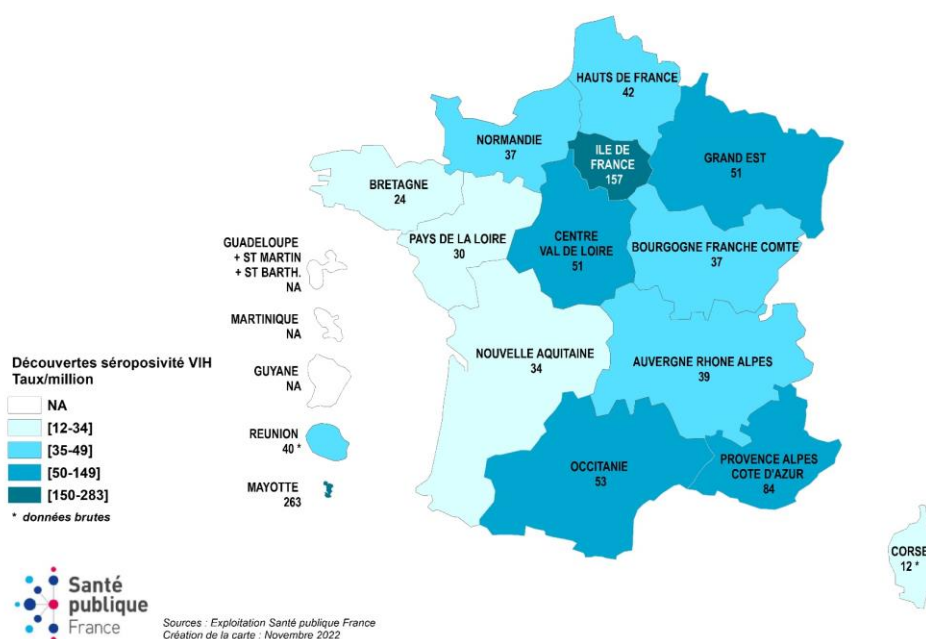 HAUTS DE FRANCE
42
NORMANDIE
37
ILE DE
FRANCE
157
GRAND EST
51
BRETAGNE
24
PAYS DE LA LOIRE
30
CENTRE
VAL DE LOIRE
51
BOURGOGNE FRANCHE COMTE
37
GUADELOUPE
+ ST MARTIN
+ ST BARTH.
NA
MARTINIQUE
NA
GUYANE
NA
REUNION
40 *
MAYOTTE
263
NOUVELLE AQUITAINE
34
AUVERGNE RHONE ALPES
39
OCCITANIE
53
PROVENCE ALPES
COTE D'AZUR
84
CORSE
12 *
Découvertes séroposivité VIH
Taux/million
NA
[12-34]
[35-49]
[50-149]
[150-283]
* données brutes
Santé
publique
France
Sources : Exploitation Santé publique France
Création de la carte : Novembre 2022